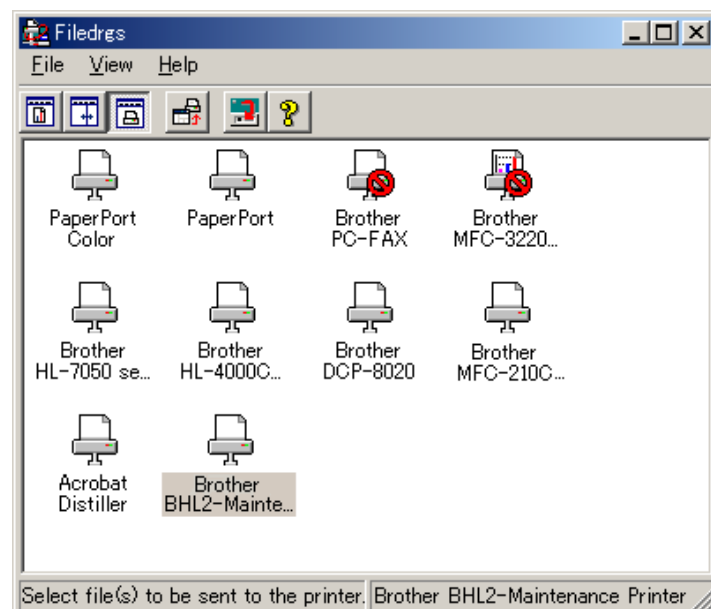 Filedrgs
File View Help
PaperPort
Color
PaperPort
Brother
PC-FAX
Brother
MFC-3220...
Brother
HL-7050 se...
Brother
HL-4000C...
Brother
DCP-8020
Brother
MFC-210C...
Acrobat
Distiller
Brother
BHL2-Mainte...
Select file(s) to be sent to the printer. Brother BHL2-Maintenance Printer